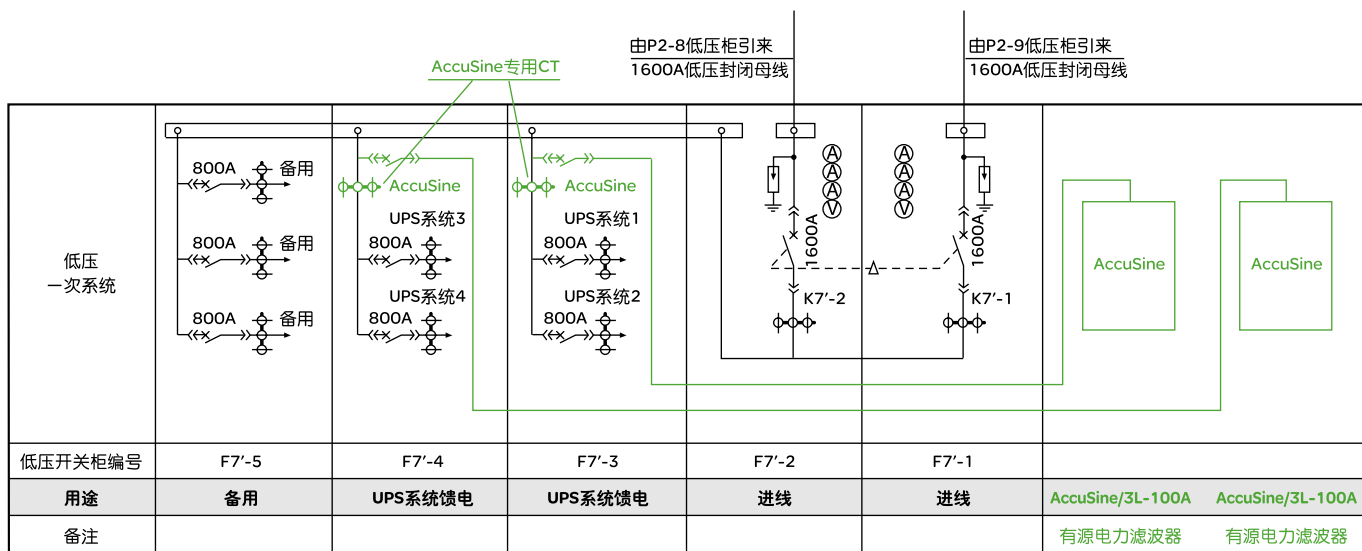 由P2-8低压柜引来
1600A低压封闭母线
由P2-9低压柜引来
1600A低压封闭母线
AccuSine专用CT
低压
一次系统
800A
备用
800A
备用
800A
备用
AccuSine
UPS系统3
800A
UPS系统4
800A
AccuSine
UPS系统1
800A
UPS系统2
800A
A
A
A
V
1600A
K7′-2
A
A
A
V
1600A
K7′-1
AccuSine
AccuSine
低压开关柜编号 F7′-5 F7′-4 F7′-3 F7′-2 F7′-1
用途 备用 UPS系统馈电 UPS系统馈电 进线 进线 AccuSine/3L-100A AccuSine/3L-100A
备注 有源电力滤波器 有源电力滤波器